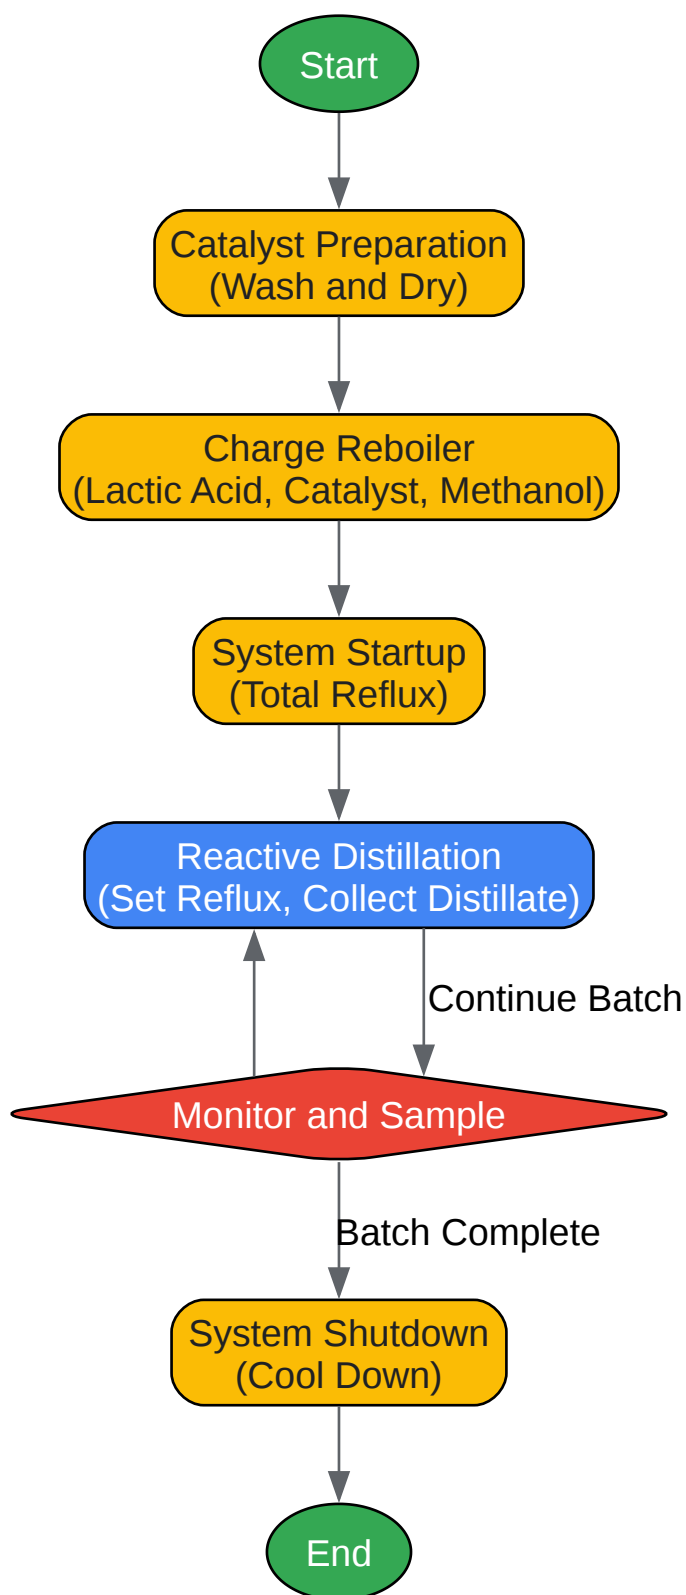 Start
Catalyst Preparation
(Wash and Dry)
Charge Reboiler
(Lactic Acid, Catalyst, Methanol)
System Startup
(Total Reflux)
Reactive Distillation
(Set Reflux, Collect Distillate)
Continue Batch
Monitor and Sample
Batch Complete
System Shutdown
(Cool Down)
End